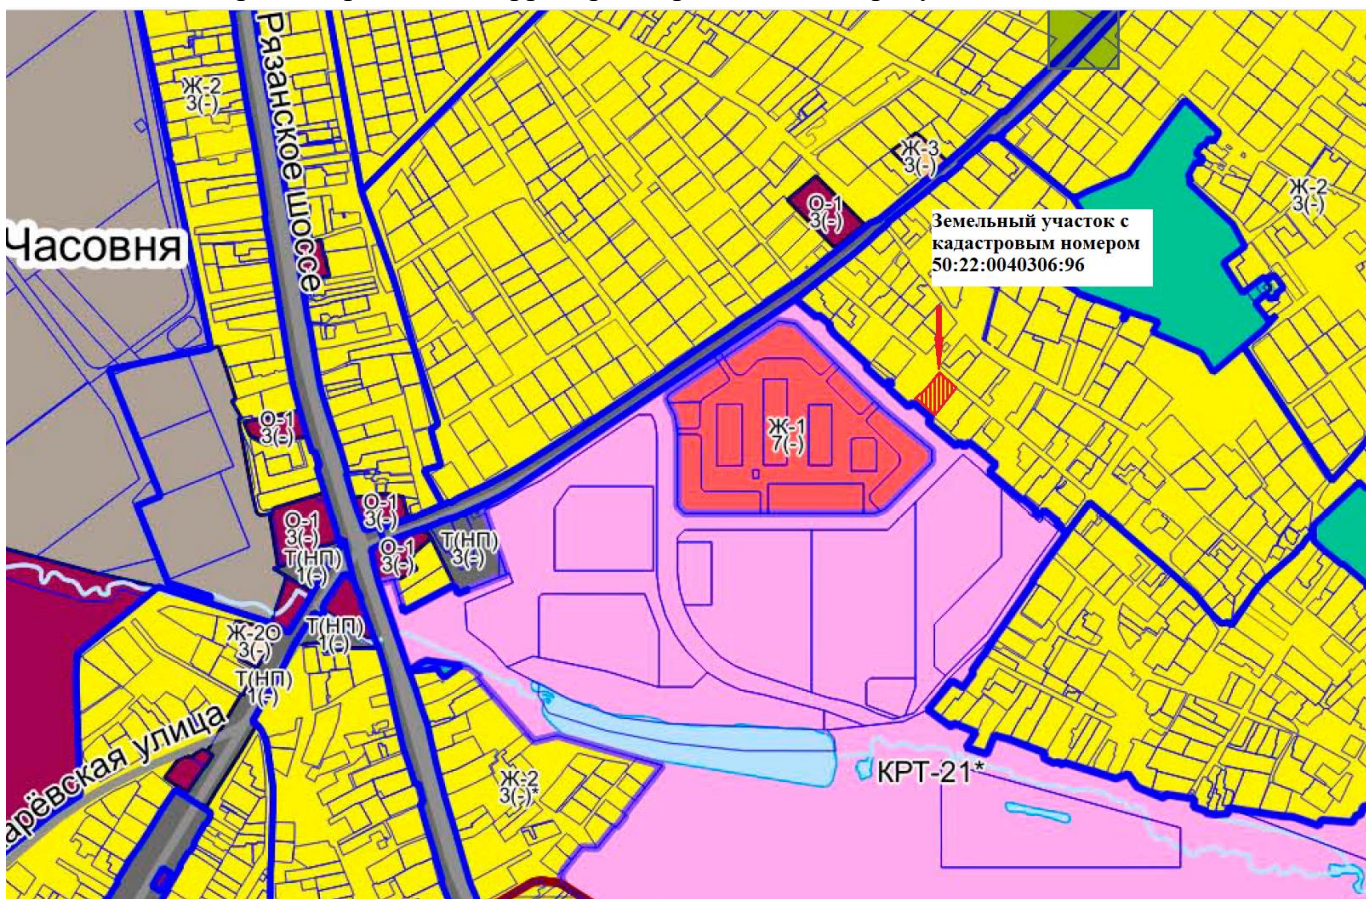 Ж-2
3(-)
Рязанское шоссе
Часовня
Ж-3
3(-)
О-1
3(-)
Ж-2
3(-)
Земельный участок с
кадастровым номером
50:22:0040306:96
О-1
3(-)
Ж-1
7(-)
О-1
3(-)
О-1
3(-)
Т(НП)
1(-)
О-1
3(-)
Т(НП)
3(-)
Ж-2О
3(-)
Т(НП)
1(-)
Т(НП)
1(-)
арёвская улица
Ж-2
3(-)*
КРТ-21*